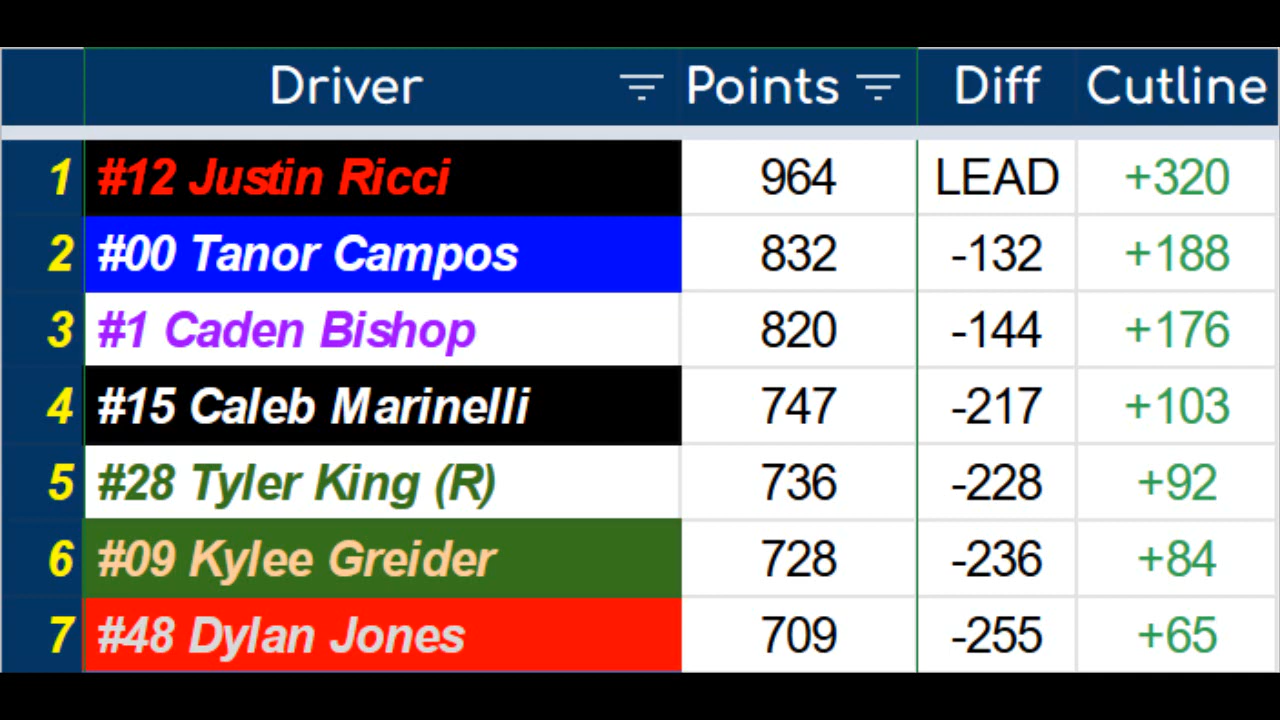 Driver Points Diff Cutline
1 #12 Justin Ricci 964 LEAD +320
2 #00 Tanor Campos 832 -132 +188
3 #1 Caden Bishop 820 -144 +176
4 #15 Caleb Marinelli 747 -217 +103
5 #28 Tyler King (R) 736 -228 +92
6 #09 Kylee Greider 728 -236 +84
7 #48 Dylan Jones 709 -255 +65